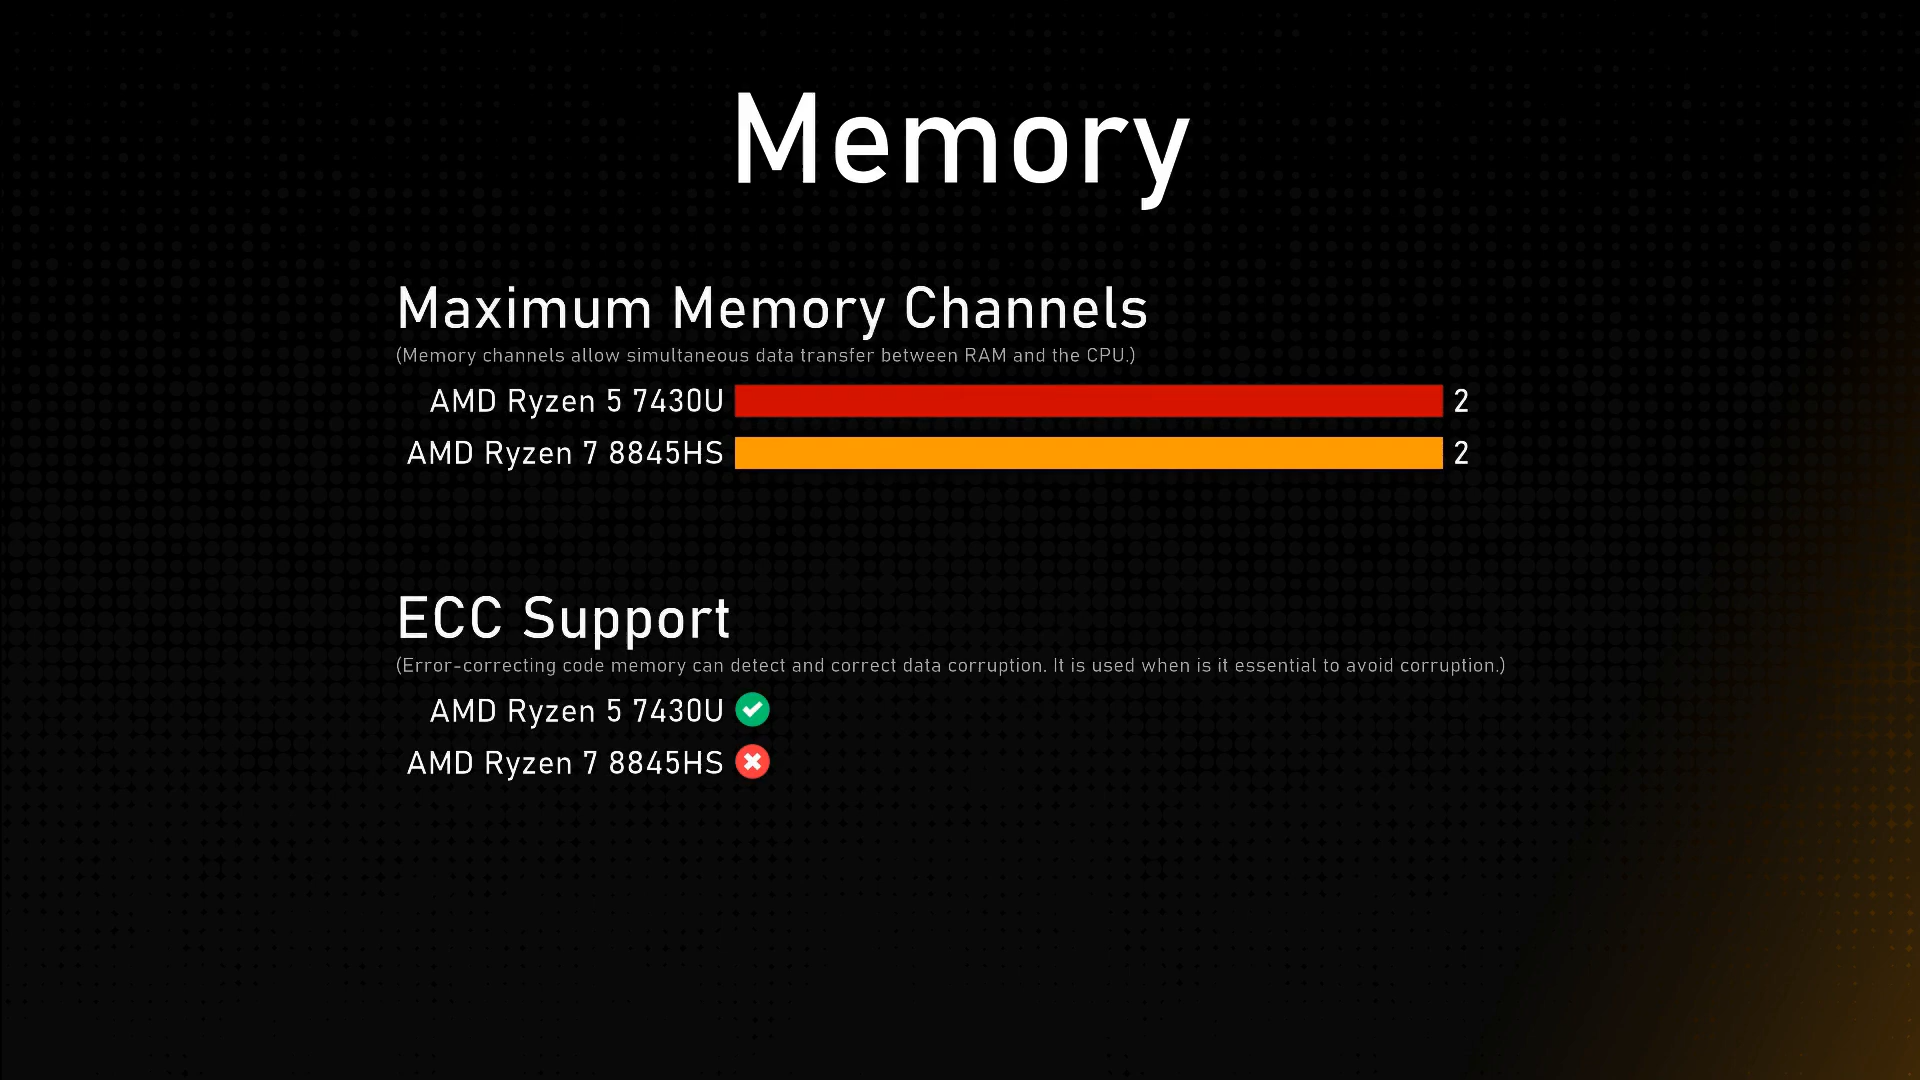 Memory
Maximum Memory Channels
(Memory channels allow simultaneous data transfer between RAM and the CPU.)
AMD Ryzen 5 7430U 2
AMD Ryzen 7 8845HS 2
ECC Support
(Error-correcting code memory can detect and correct data corruption. It is used when is it essential to avoid corruption.)
AMD Ryzen 5 7430U
AMD Ryzen 7 8845HS